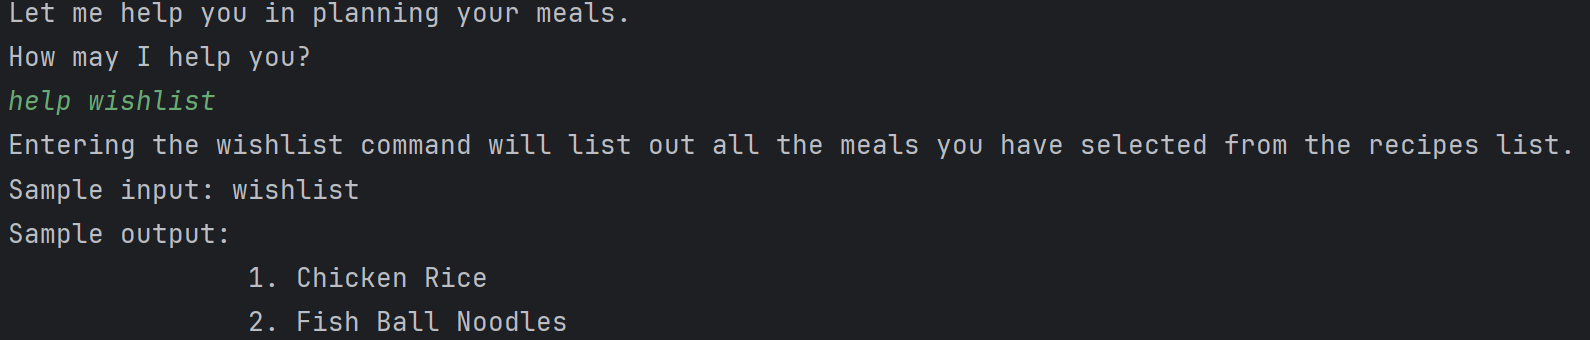 Let me help you in planning your meals.
How may I help you?
help wishlist
Entering the wishlist command will list out all the meals you have selected from the recipes list.
Sample input: wishlist
Sample output:
1. Chicken Rice
2. Fish Ball Noodles